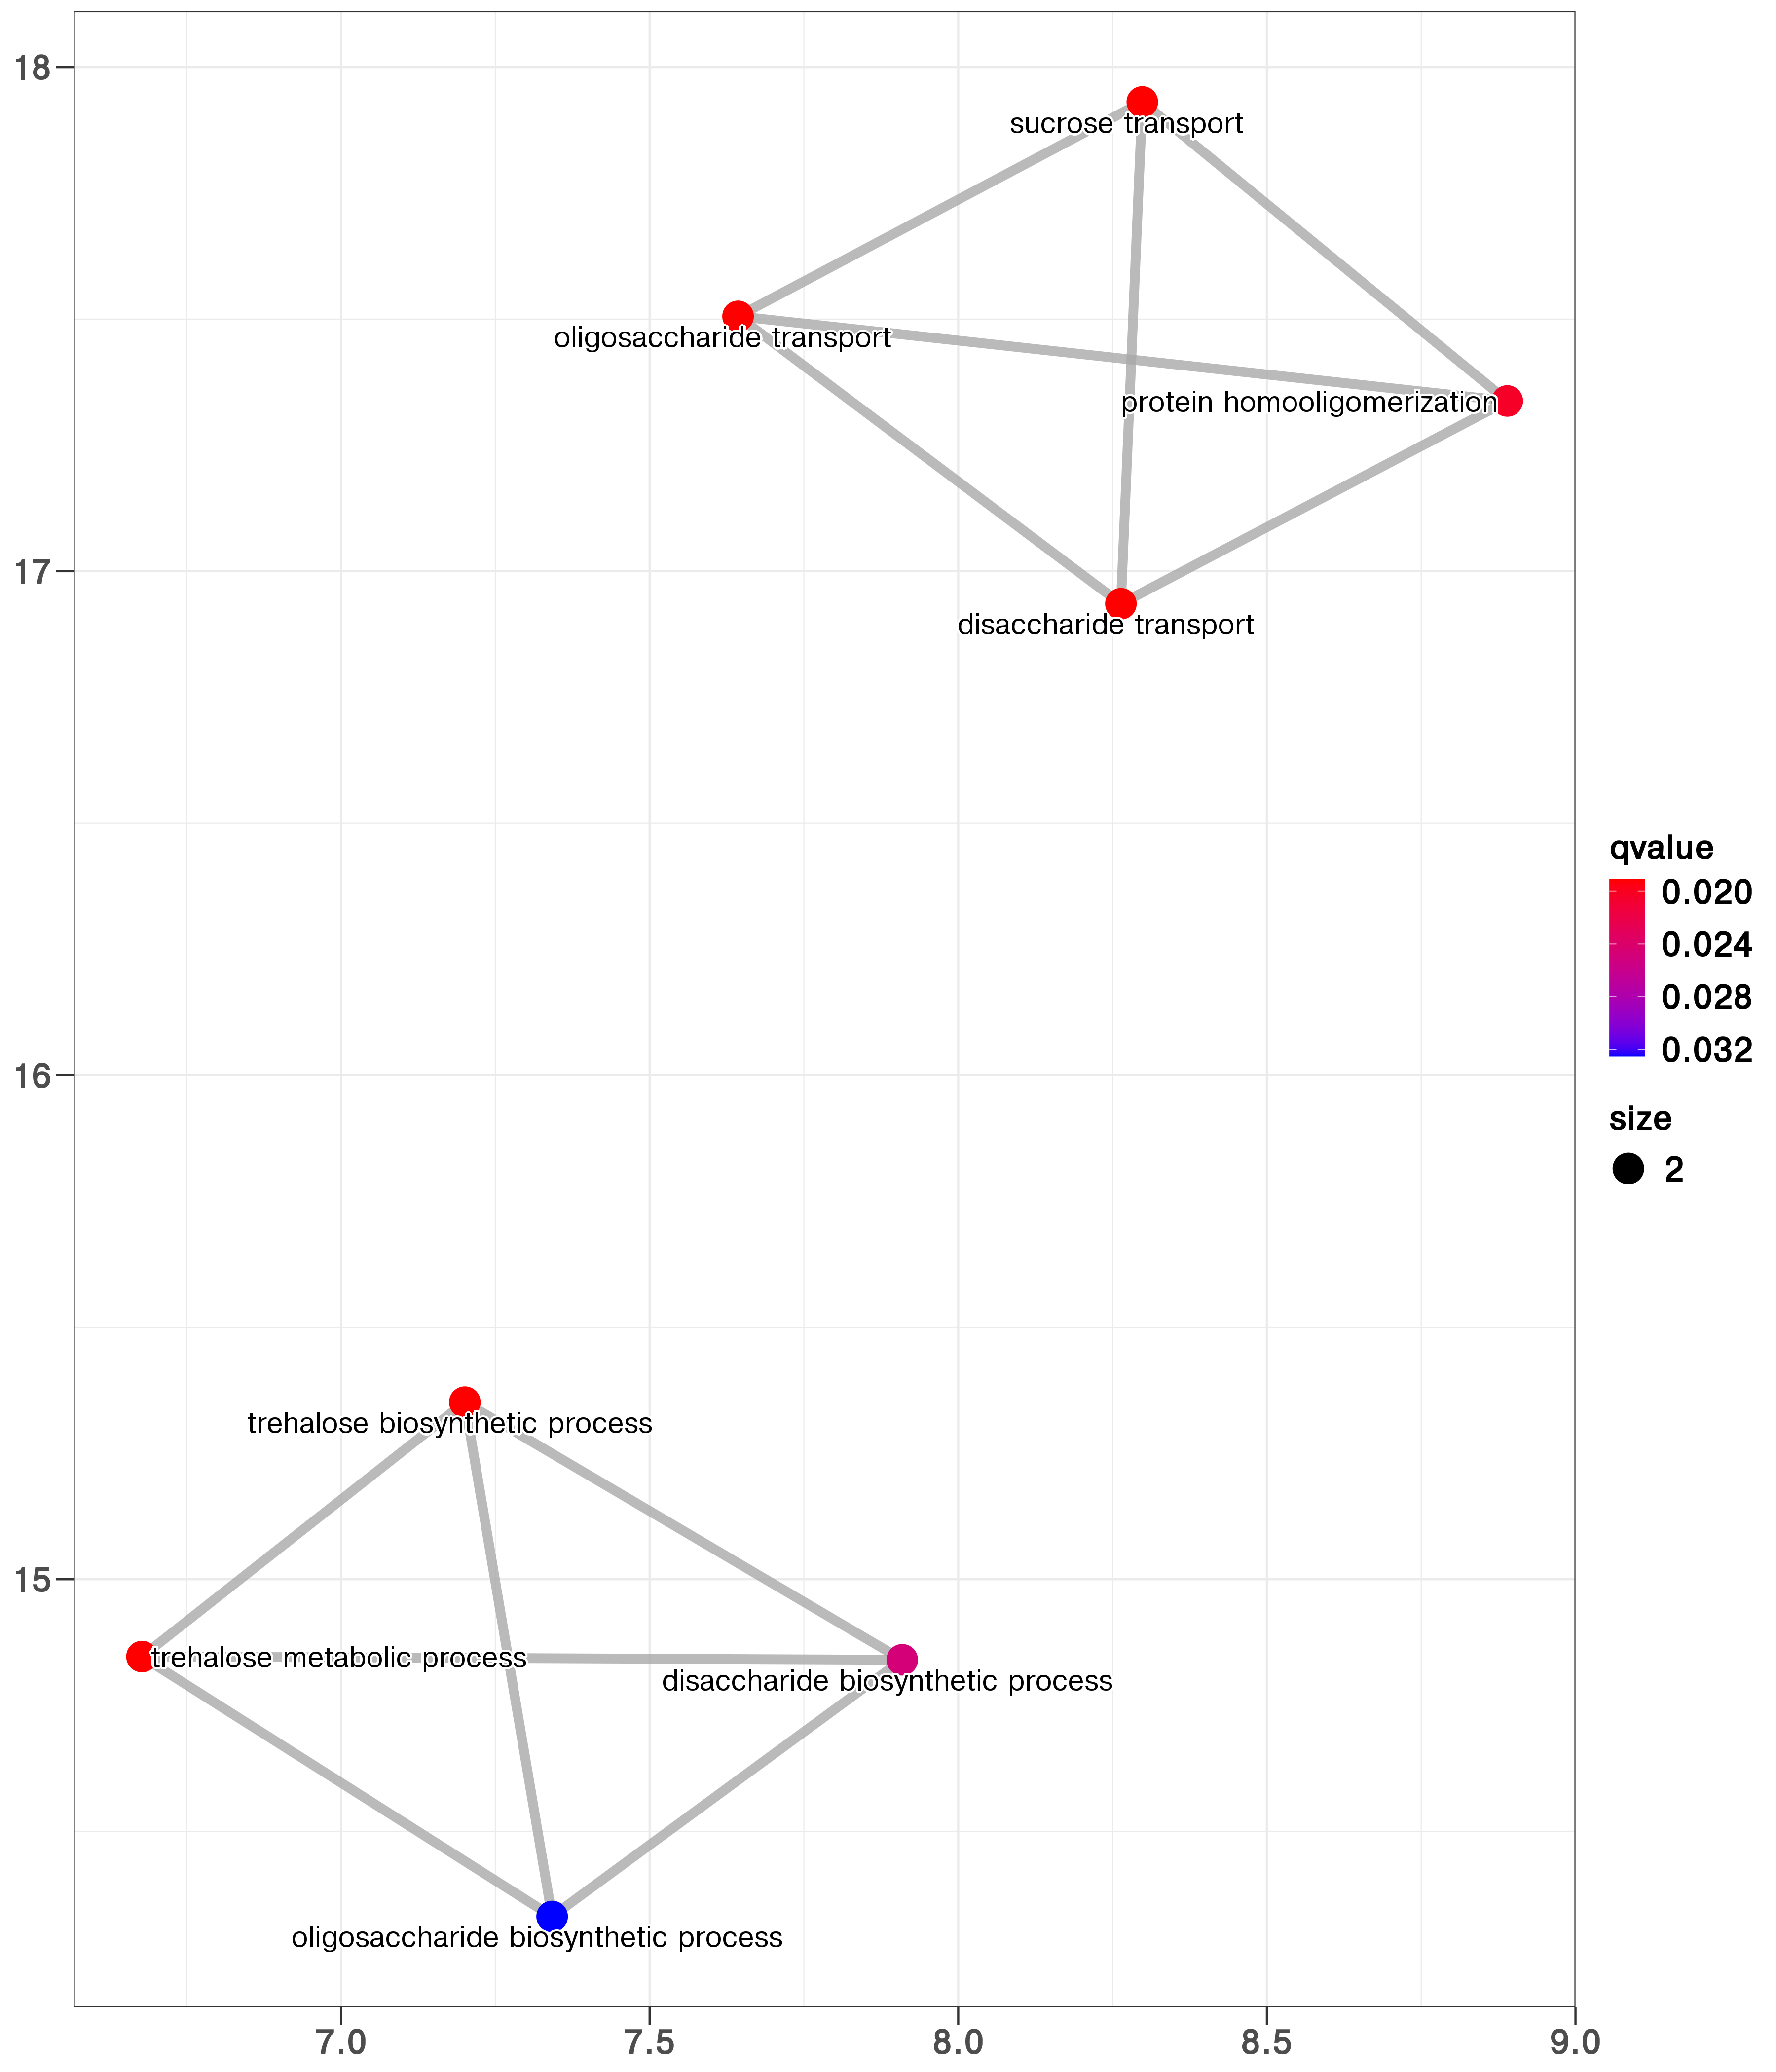 18
sucrose transport
oligosaccharide transport
protein homooligomerization
17
disaccharide transport
qvalue
0.020
0.024
0.028
0.032
16
size
2
trehalose biosynthetic process
15
trehalose metabolic process
disaccharide biosynthetic process
oligosaccharide biosynthetic process
7.0 7.5 8.0 8.5 9.0